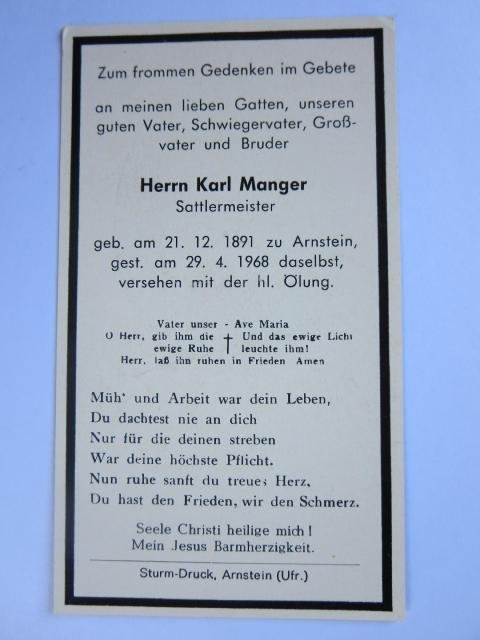 Zum frommen Gedenken im Gebete
an meinen lieben Gatten, unseren
guten Vater, Schwiegervater, Groß-
vater und Bruder
Herrn Karl Manger
Sattlermeister
geb. am 21. 12. 1891 zu Arnstein,
gest. am 29. 4. 1968 daselbst,
versehen mit der hl. Ölung.
Vater unser - Ave Maria
O Herr, gib ihm die † Und das ewige Licht
ewige Ruhe leuchte ihm!
Herr, laß ihn ruhen in Frieden Amen
Müh' und Arbeit war dein Leben,
Du dachtest nie an dich
Nur für die deinen streben
War deine höchste Pflicht.
Nun ruhe sanft du treues Herz,
Du hast den Frieden, wir den Schmerz.
Seele Christi heilige mich!
Mein Jesus Barmherzigkeit.
Sturm-Druck, Arnstein (Ufr.)